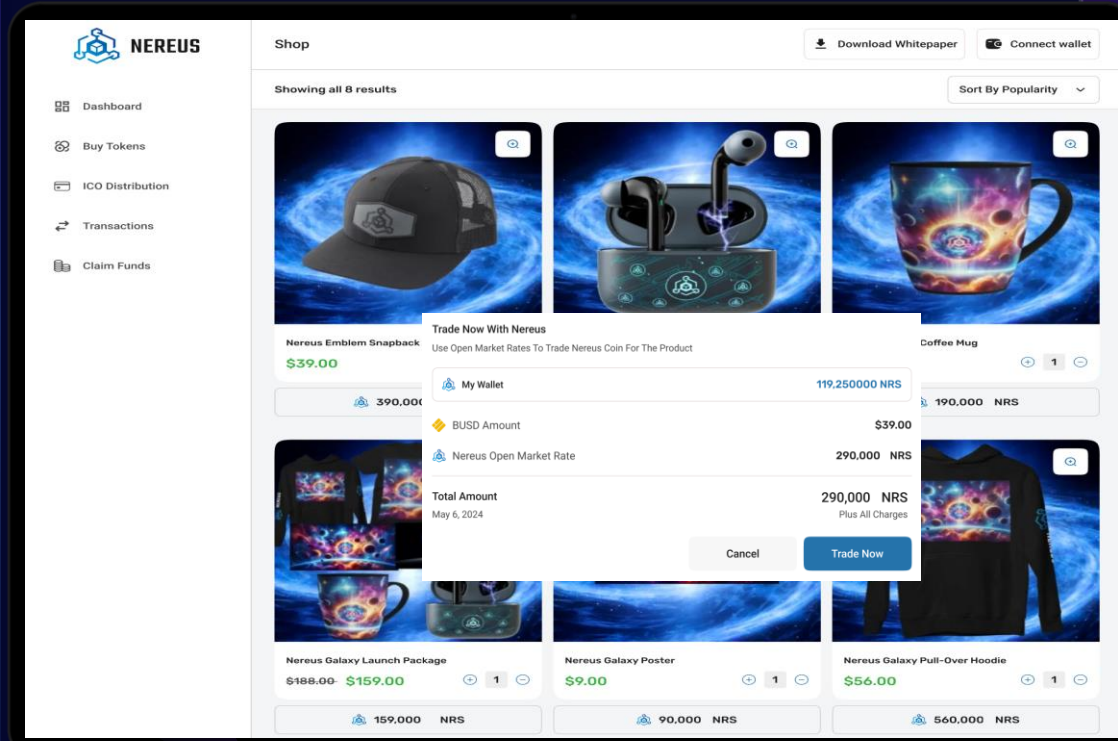 NEREUS
Shop
Download Whitepaper
Connect wallet
Showing all 8 results
Sort By Popularity
Dashboard
Buy Tokens
ICO Distribution
Transactions
Claim Funds
Nereus Emblem Snapback
$39.00
390,000
Coffee Mug
1
190,000 NRS
Trade Now With Nereus
Use Open Market Rates To Trade Nereus Coin For The Product
My Wallet
119,250000 NRS
BUSD Amount
$39.00
Nereus Open Market Rate
290,000 NRS
Total Amount
290,000 NRS
May 6, 2024
Plus All Charges
Cancel
Trade Now
Nereus Galaxy Launch Package
$188.00 $159.00
1
159,000 NRS
Nereus Galaxy Poster
$9.00
1
90,000 NRS
Nereus Galaxy Pull-Over Hoodie
$56.00
1
560,000 NRS